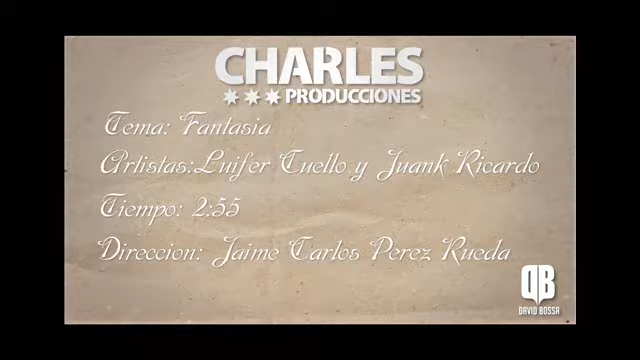 CHARLES
PRODUCCIONES
Tema: Fantasia
Artistas:Luifer Cuello y Juank Ricardo
Tiempo: 2:55
Direccion: Jaime Carlos Perez Rueda
DB
DAVID BOSSA